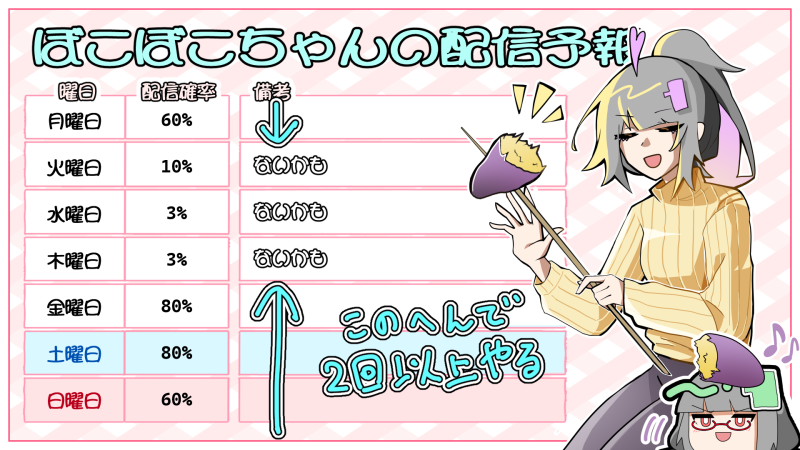 ぼこぼこちゃんの配信予報
曜日 配信確率 備考
月曜日 60%
火曜日 10% ないかも
水曜日 3% ないかも
木曜日 3% ないかも
金曜日 80%
土曜日 80%
日曜日 60%
このへんで
2回以上やる